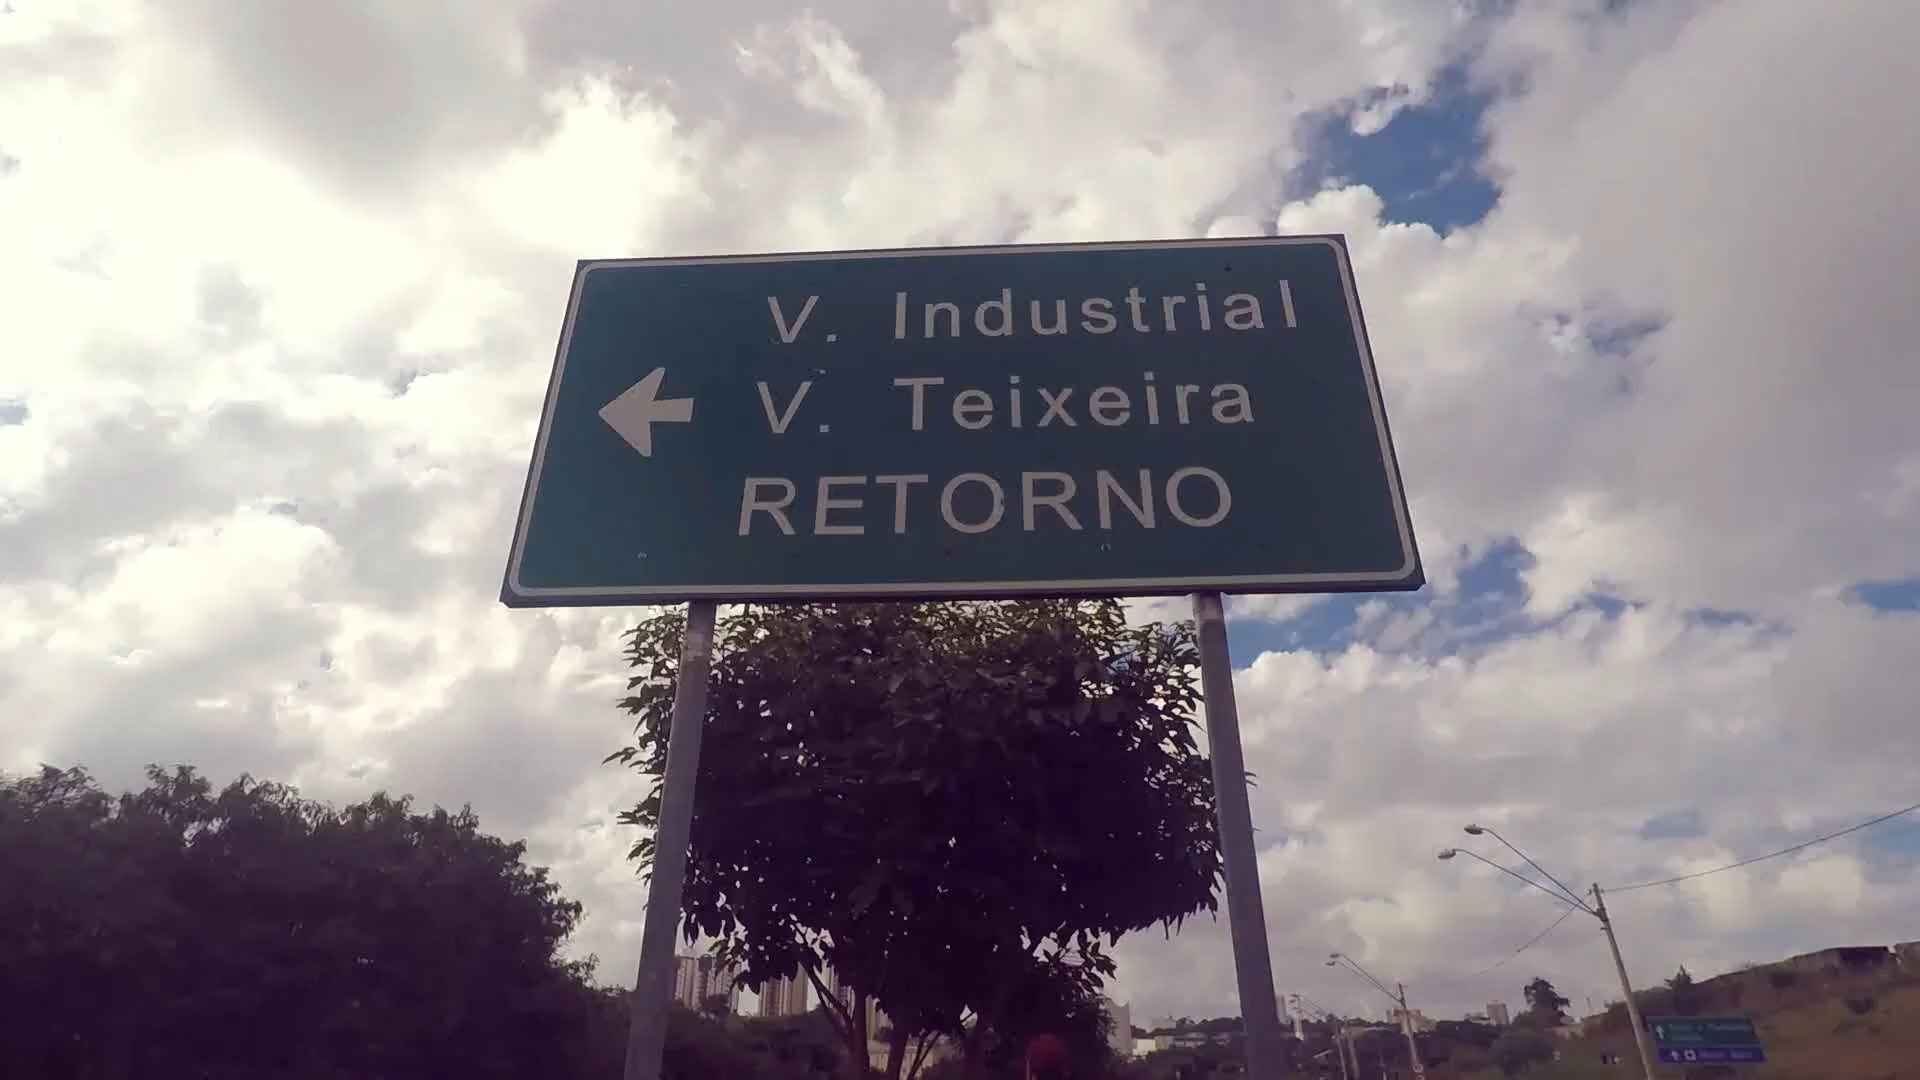 V. Industrial
V. Teixeira
RETORNO